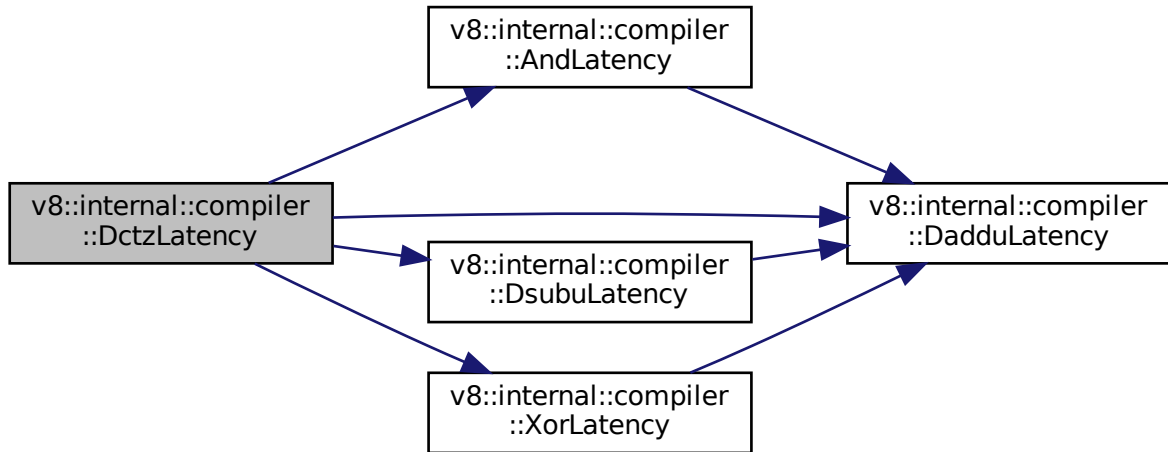 v8::internal::compiler
::AndLatency
v8::internal::compiler
::DctzLatency
v8::internal::compiler
::DadduLatency
v8::internal::compiler
::DsubuLatency
v8::internal::compiler
::XorLatency